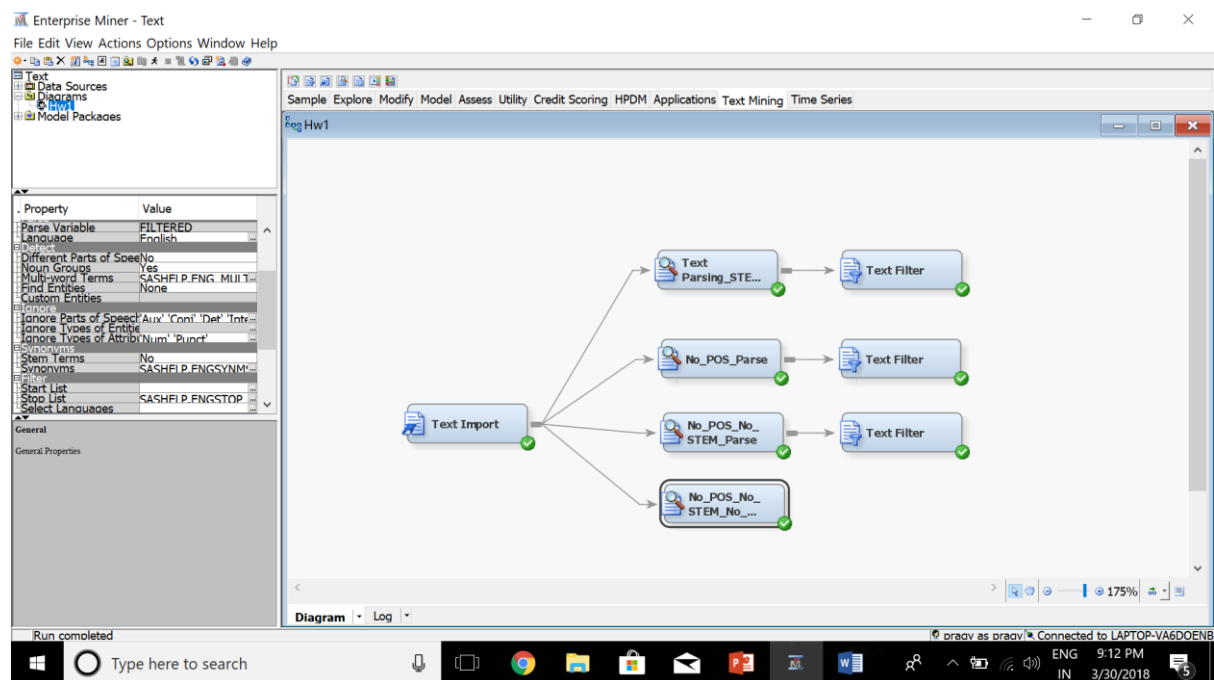 Enterprise Miner - Text
File Edit View Actions Options Window Help
Text
Data Sources
Diagrams
Hw1
Model Packages
Sample Explore Modify Model Assess Utility Credit Scoring HPDM Applications Text Mining Time Series
Hw1
. Property Value
Parse Variable FILTERED
Language English
Detect
Different Parts of Spee No
Noun Groups Yes
Multi-word Terms SASHELP.ENG_MULT
Find Entities None
Custom Entities
Ignore
Ignore Parts of Speech 'Aux' 'Conj' 'Det' 'Inte
Ignore Types of Entitie
Ignore Types of Attribu 'Num' 'Punct'
Synonyms
Stem Terms No
Synonyms SASHELP.ENGSYNMS
Filter
Start List
Stop List SASHELP.ENGSTOP
Select Languages
General
General Properties
Text
Parsing_STE...
Text Filter
No_POS_Parse
Text Filter
Text Import
No_POS_No_
STEM_Parse
Text Filter
No_POS_No_
STEM_No_...
175%
Diagram Log
Run completed
pragv as pragv Connected to LAPTOP-VA6DOENB
Type here to search
ENG
IN
9:12 PM
3/30/2018
5